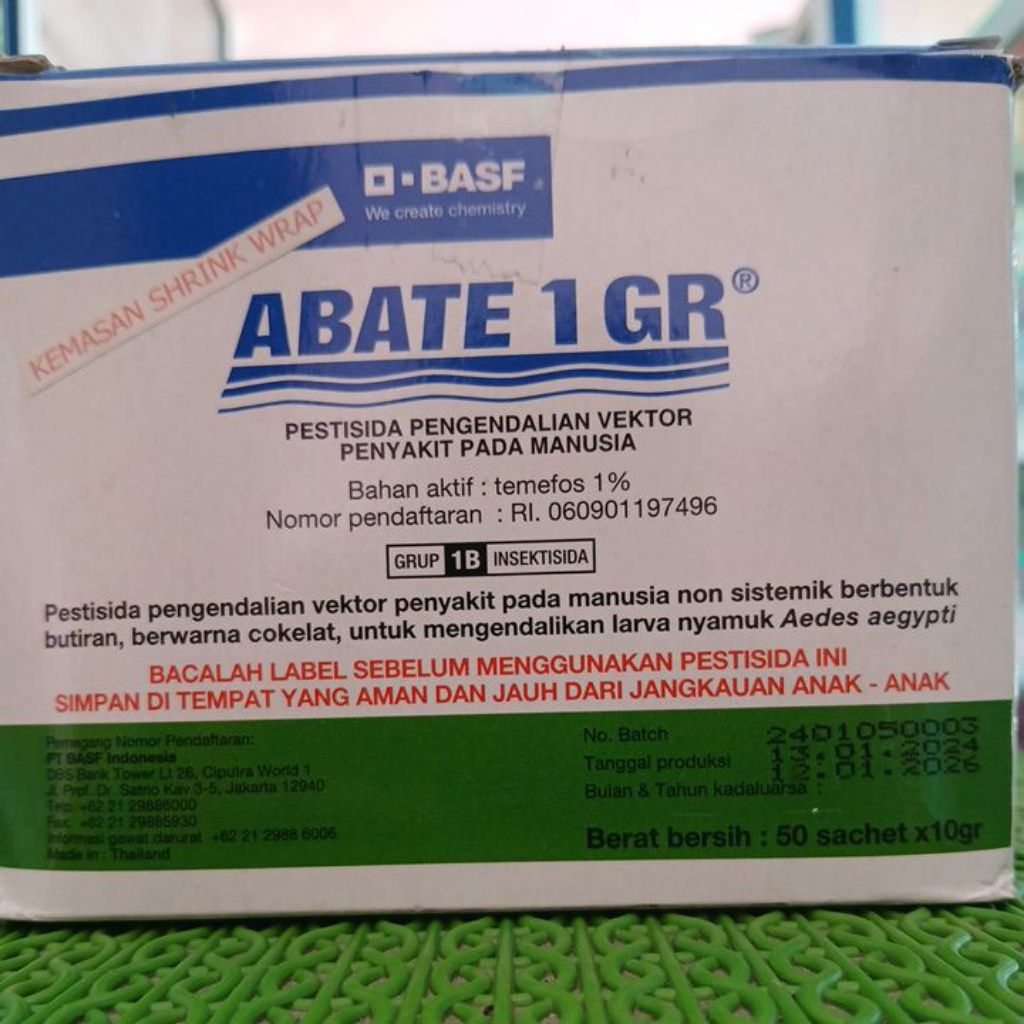 BASF
We create chemistry
KEMASAN SHRINK WRAP
ABATE 1 GR®
PESTISIDA PENGENDALIAN VEKTOR
PENYAKIT PADA MANUSIA
Bahan aktif : temefos 1%
Nomor pendaftaran : RI. 060901197496
GRUP 1B INSEKTISIDA
Pestisida pengendalian vektor penyakit pada manusia non sistemik berbentuk
butiran, berwarna cokelat, untuk mengendalikan larva nyamuk Aedes aegypti
BACALAH LABEL SEBELUM MENGGUNAKAN PESTISIDA INI
SIMPAN DI TEMPAT YANG AMAN DAN JAUH DARI JANGKAUAN ANAK - ANAK
Pemegang Nomor Pendaftaran:
PT BASF Indonesia
DBS Bank Tower Lt 26, Ciputra World 1
Jl. Prof. Dr. Satrio Kav 3-5, Jakarta 12940
Telp. +62 21 29886000
Fax. +62 21 29885930
Informasi gawat darurat +62 21 2988 6006
Made in : Thailand
No. Batch 2401050003
Tanggal produksi .01.2024
Bulan & Tahun kadaluarsa : .01.2026
Berat bersih : 50 sachet x10gr